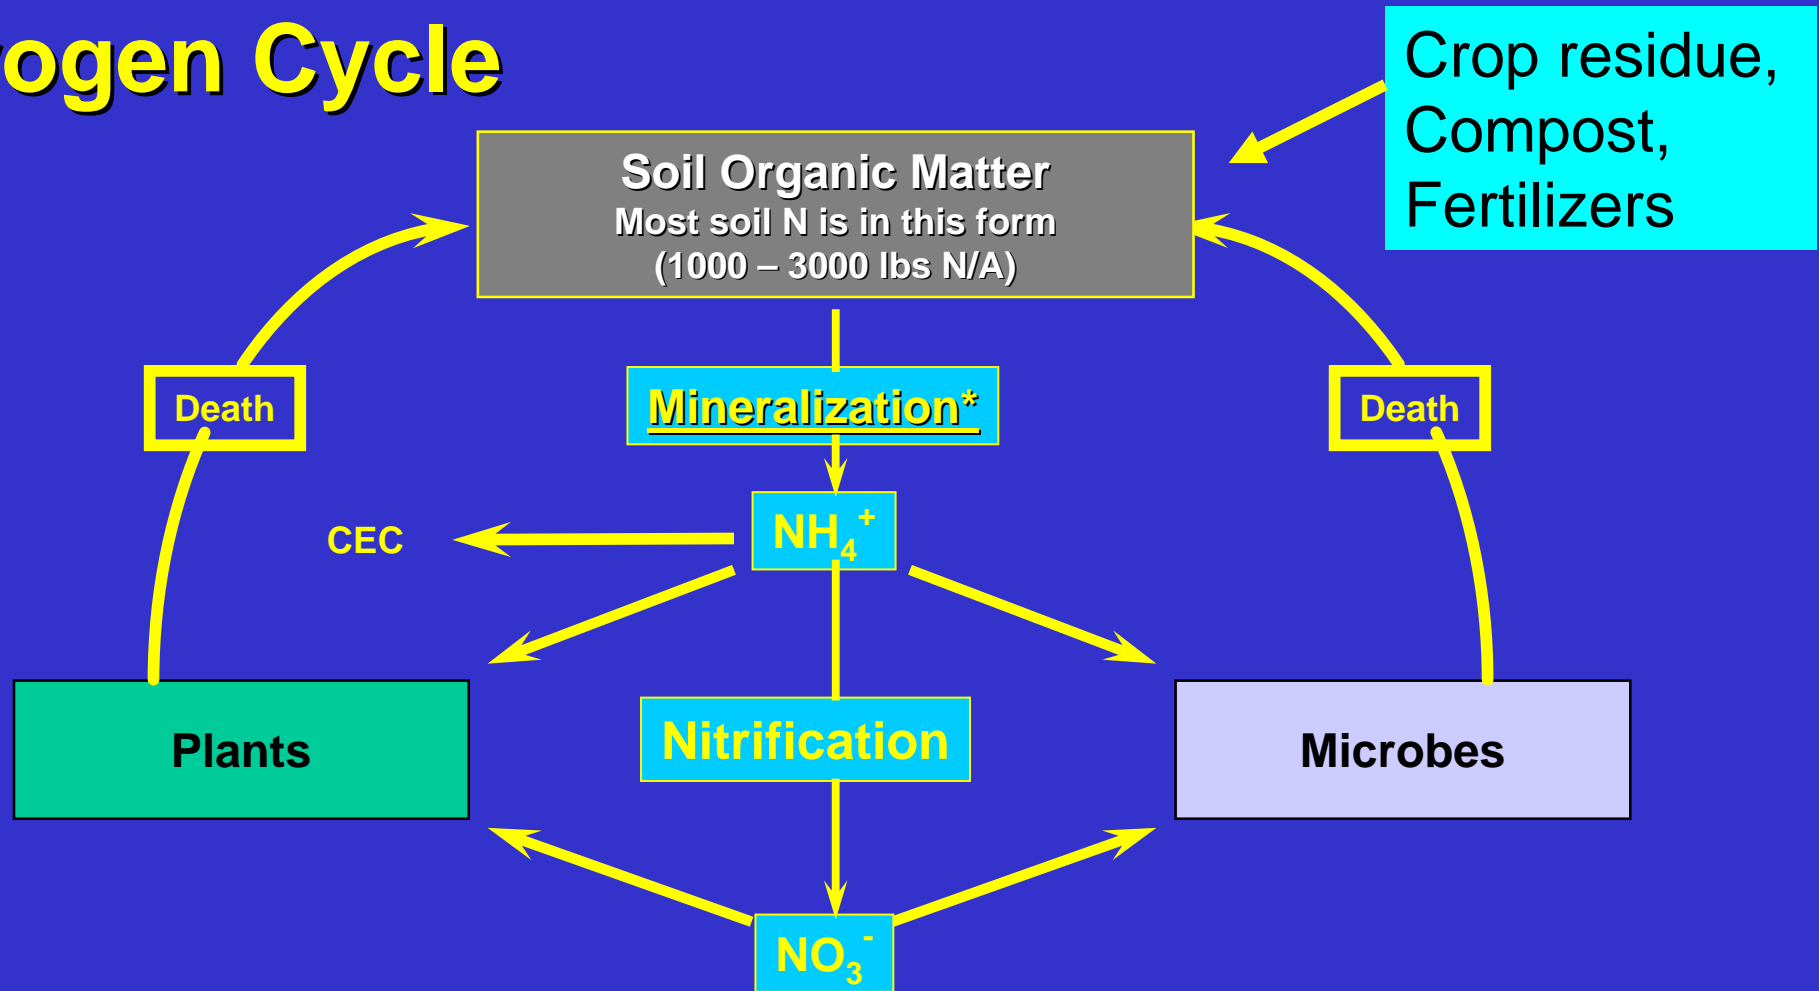 rogen Cycle
Crop residue,
Compost,
Fertilizers
Soil Organic Matter
Most soil N is in this form
(1000 – 3000 lbs N/A)
Death
Mineralization*
Death
CEC
NH₄⁺
Plants
Nitrification
Microbes
NO₃⁻